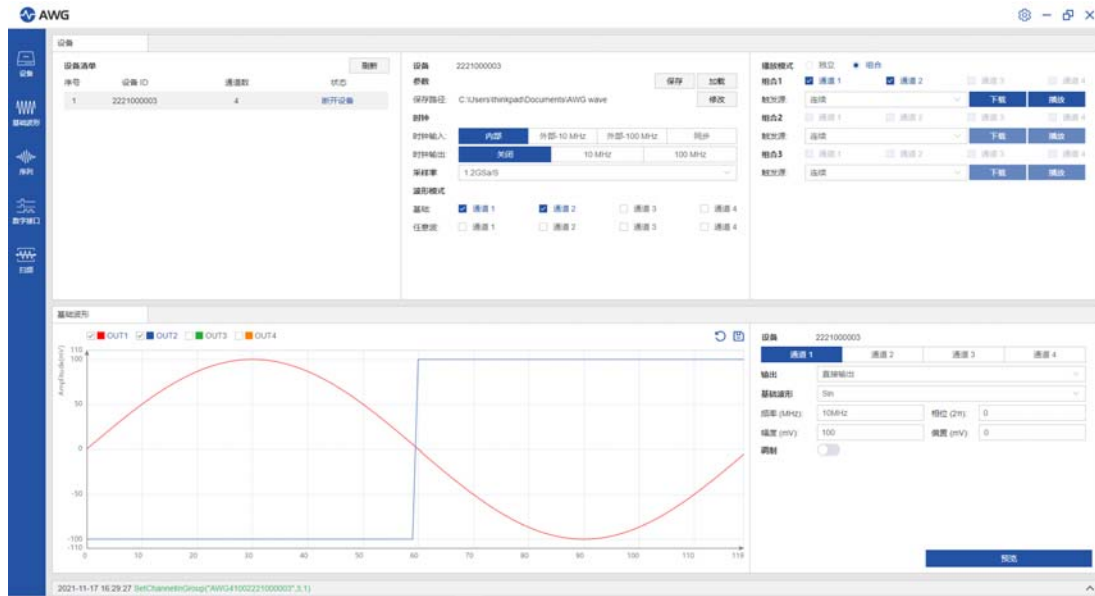 AWG
设备
基础波形
序列
数字接口
扫频
设备
设备清单
刷新
序号 设备 ID 通道数 状态
1 2221000003 4 断开设备
设备 2221000003
参数 保存 加载
保存路径 C:\Users\thinkpad\Documents\AWG wave 修改
时钟
时钟输入: 内部 外部-10 MHz 外部-100 MHz 同步
时钟输出: 关闭 10 MHz 100 MHz
采样率 1.2GSa/S
波形模式
基础: 通道 1 通道 2 通道 3 通道 4
任意波: 通道 1 通道 2 通道 3 通道 4
播放模式 独立 组合
组合1 通道 1 通道 2 通道 3 通道 4
触发源: 连续 下载 播放
组合2 通道 1 通道 2 通道 3 通道 4
触发源: 连续 下载 播放
组合3 通道 1 通道 2 通道 3 通道 4
触发源: 连续 下载 播放
基础波形
OUT1 OUT2 OUT3 OUT4
Amplitude(mV)
110
100
50
0
-50
-100
-110
0 10 20 30 40 50 60 70 80 90 100 110 119
设备 2221000003
通道 1 通道 2 通道 3 通道 4
输出 直接输出
基础波形 Sin
频率 (MHz): 10MHz 相位 (2π): 0
幅度 (mV): 100 偏置 (mV): 0
调制
预览
2021-11-17 16:29:27 SetChannelInGroup("AWG41002221000003",3,1)